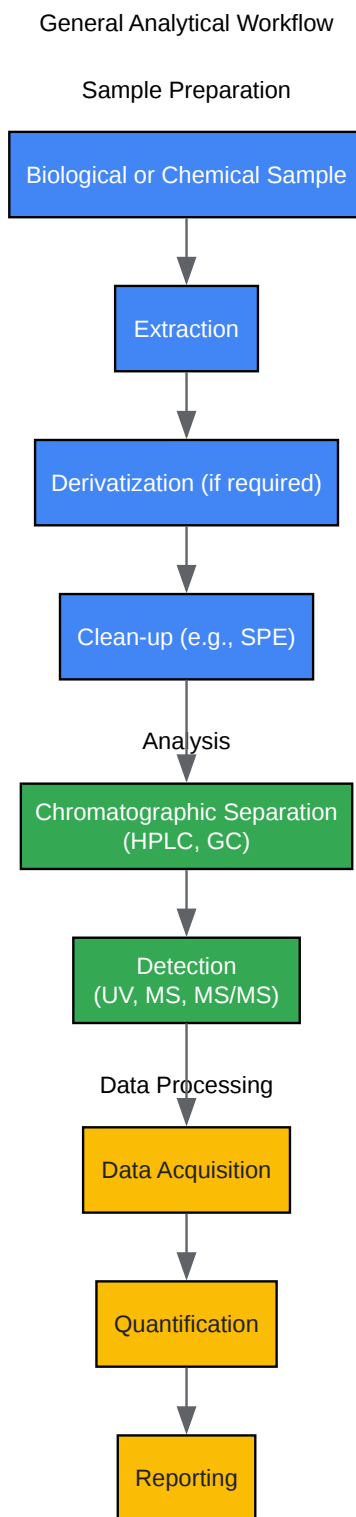 General Analytical Workflow
Sample Preparation
Biological or Chemical Sample
Extraction
Derivatization (if required)
Clean-up (e.g., SPE)
Analysis
Chromatographic Separation
(HPLC, GC)
Detection
(UV, MS, MS/MS)
Data Processing
Data Acquisition
Quantification
Reporting